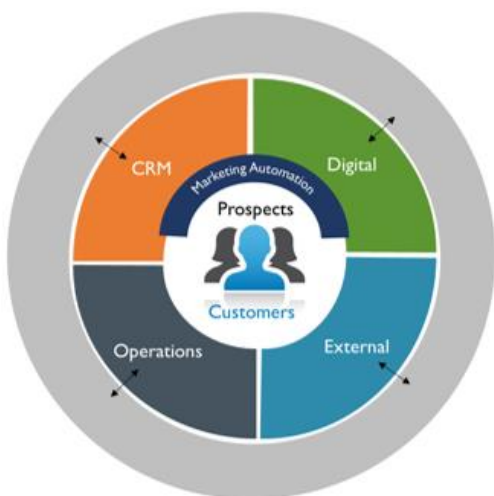 CRM
Digital
Marketing Automation
Prospects
Customers
Operations
External